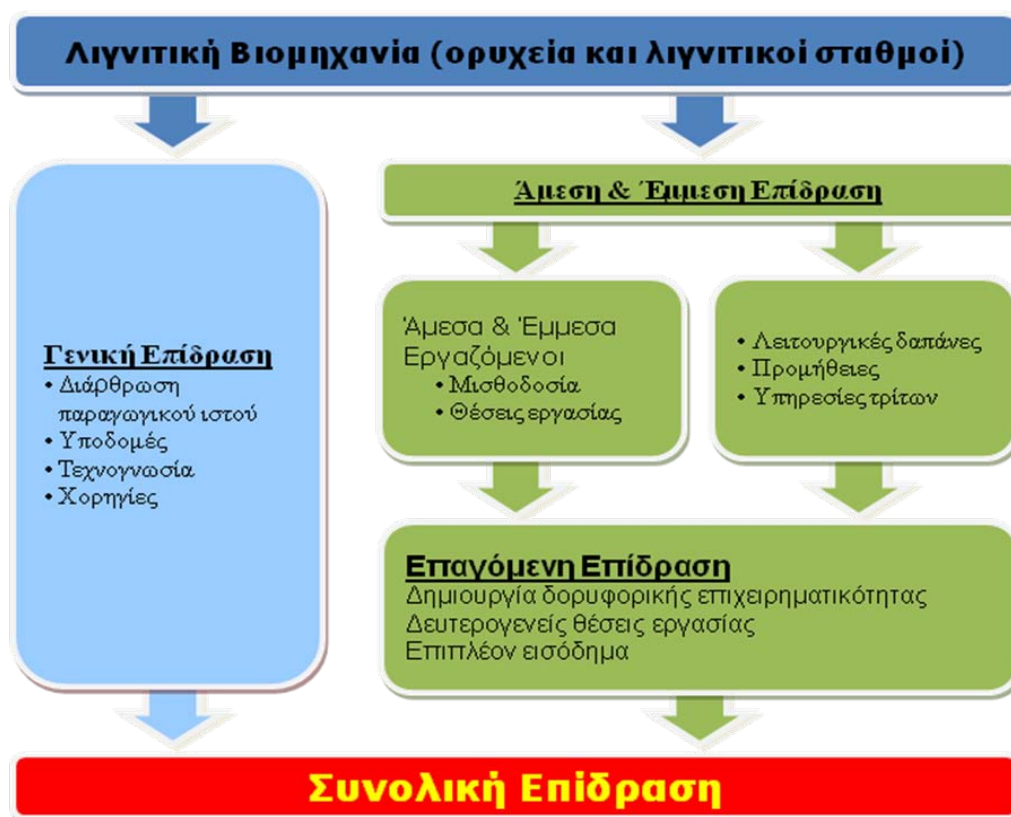 Λιγνιτική Βιομηχανία (ορυχεία και λιγνιτικοί σταθμοί)
Γενική Επίδραση
• Διάρθρωση
παραγωγικού ιστού
• Υποδομές
• Τεχνογνωσία
• Χορηγίες
Άμεση & Έμμεση Επίδραση
Άμεσα & Έμμεσα
Εργαζόμενοι
• Μισθοδοσία
• Θέσεις εργασίας
• Λειτουργικές δαπάνες
• Προμήθειες
• Υπηρεσίες τρίτων
Επαγόμενη Επίδραση
Δημιουργία δορυφορικής επιχειρηματικότητας
Δευτερογενείς θέσεις εργασίας
Επιπλέον εισόδημα
Συνολική Επίδραση